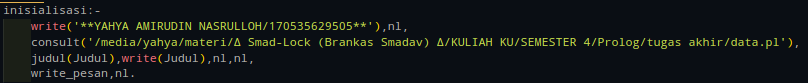 inisialisasi:-
write('**YAHYA AMIRUDIN NASRULLOH/170535629505**'),nl,
consult('/media/yahya/materi/∆ Smad-Lock (Brankas Smadav) ∆/KULIAH KU/SEMESTER 4/Prolog/tugas akhir/data.pl'),
judul(Judul),write(Judul),nl,nl,
write_pesan,nl.